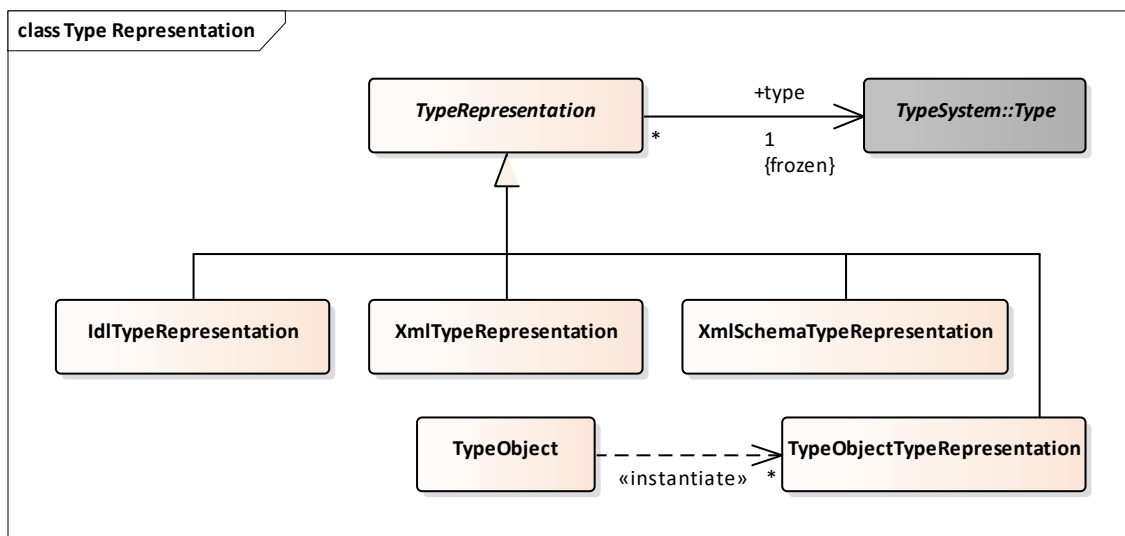 class Type Representation
TypeRepresentation
+type
TypeSystem::Type
*
1
{frozen}
IdlTypeRepresentation
XmlTypeRepresentation
XmlSchemaTypeRepresentation
TypeObject
TypeObjectTypeRepresentation
«instantiate»
*